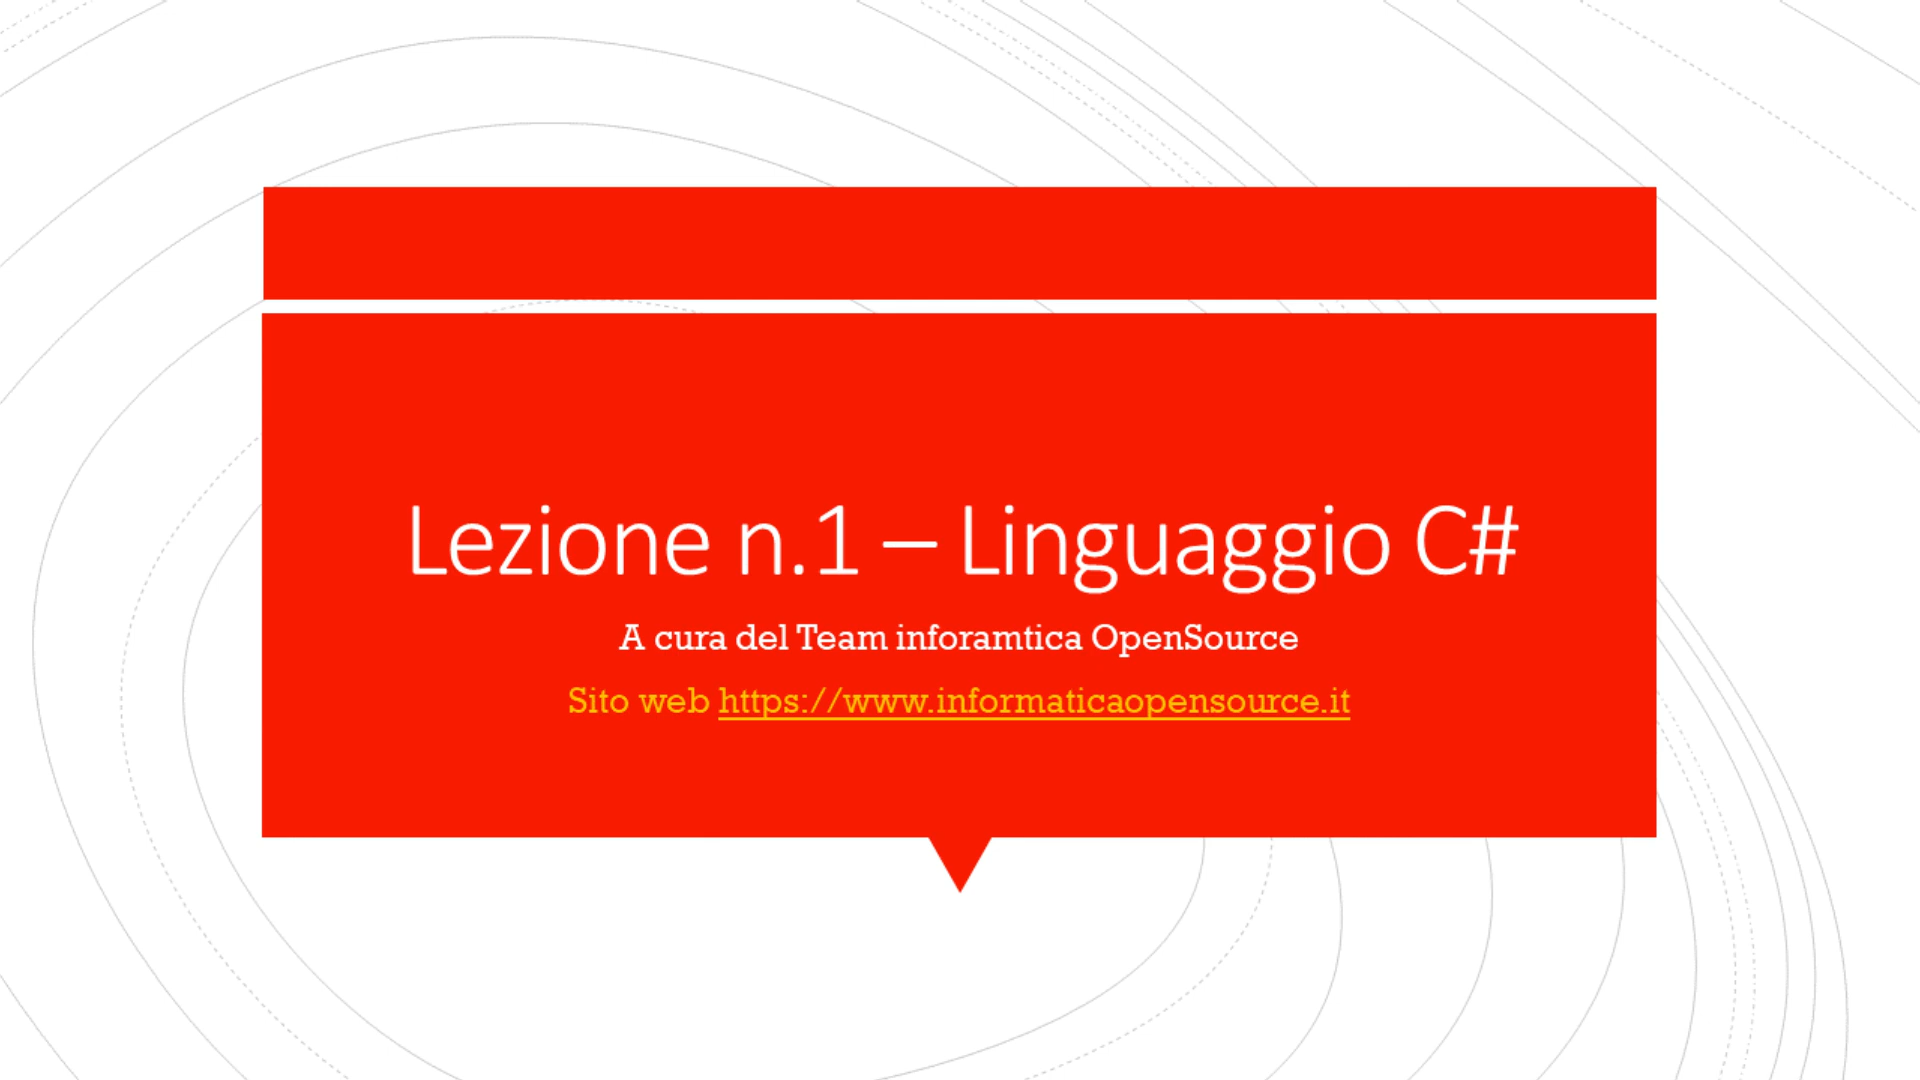 Lezione n.1 – Linguaggio C#
A cura del Team inforamtica OpenSource
Sito web https://www.informaticaopensource.it